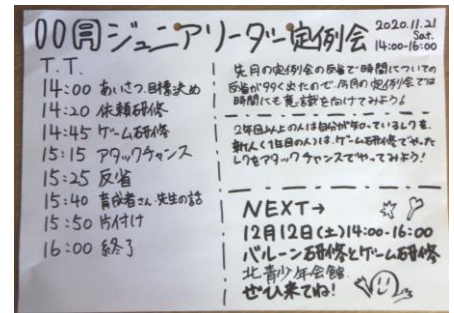 00回ジュニアリーダー定例会
2020.11.21
Sat.
14:00-16:00
T.T.
14:00 あいさつ、目標決め
14:20 依頼研修
14:45 ゲーム研修
15:15 アタックチャンス
15:25 反省
15:40 育成者さん・先生の話
15:50 片付け
16:00 終了
先月の定例会の反省で時間についての
反省が99く出たので、今月の定例会では
時間にも意識を向けてみよう!
2年目以上の人は自分が知っているレクを、
新しく(1年目の人)は、ゲーム研修でやった
レクをアタックチャンスでやってみよう!
NEXT→
12月12日(土)14:00-16:00
バルーン研修とゲーム研修
北青少年会館
ぜひ来てね!